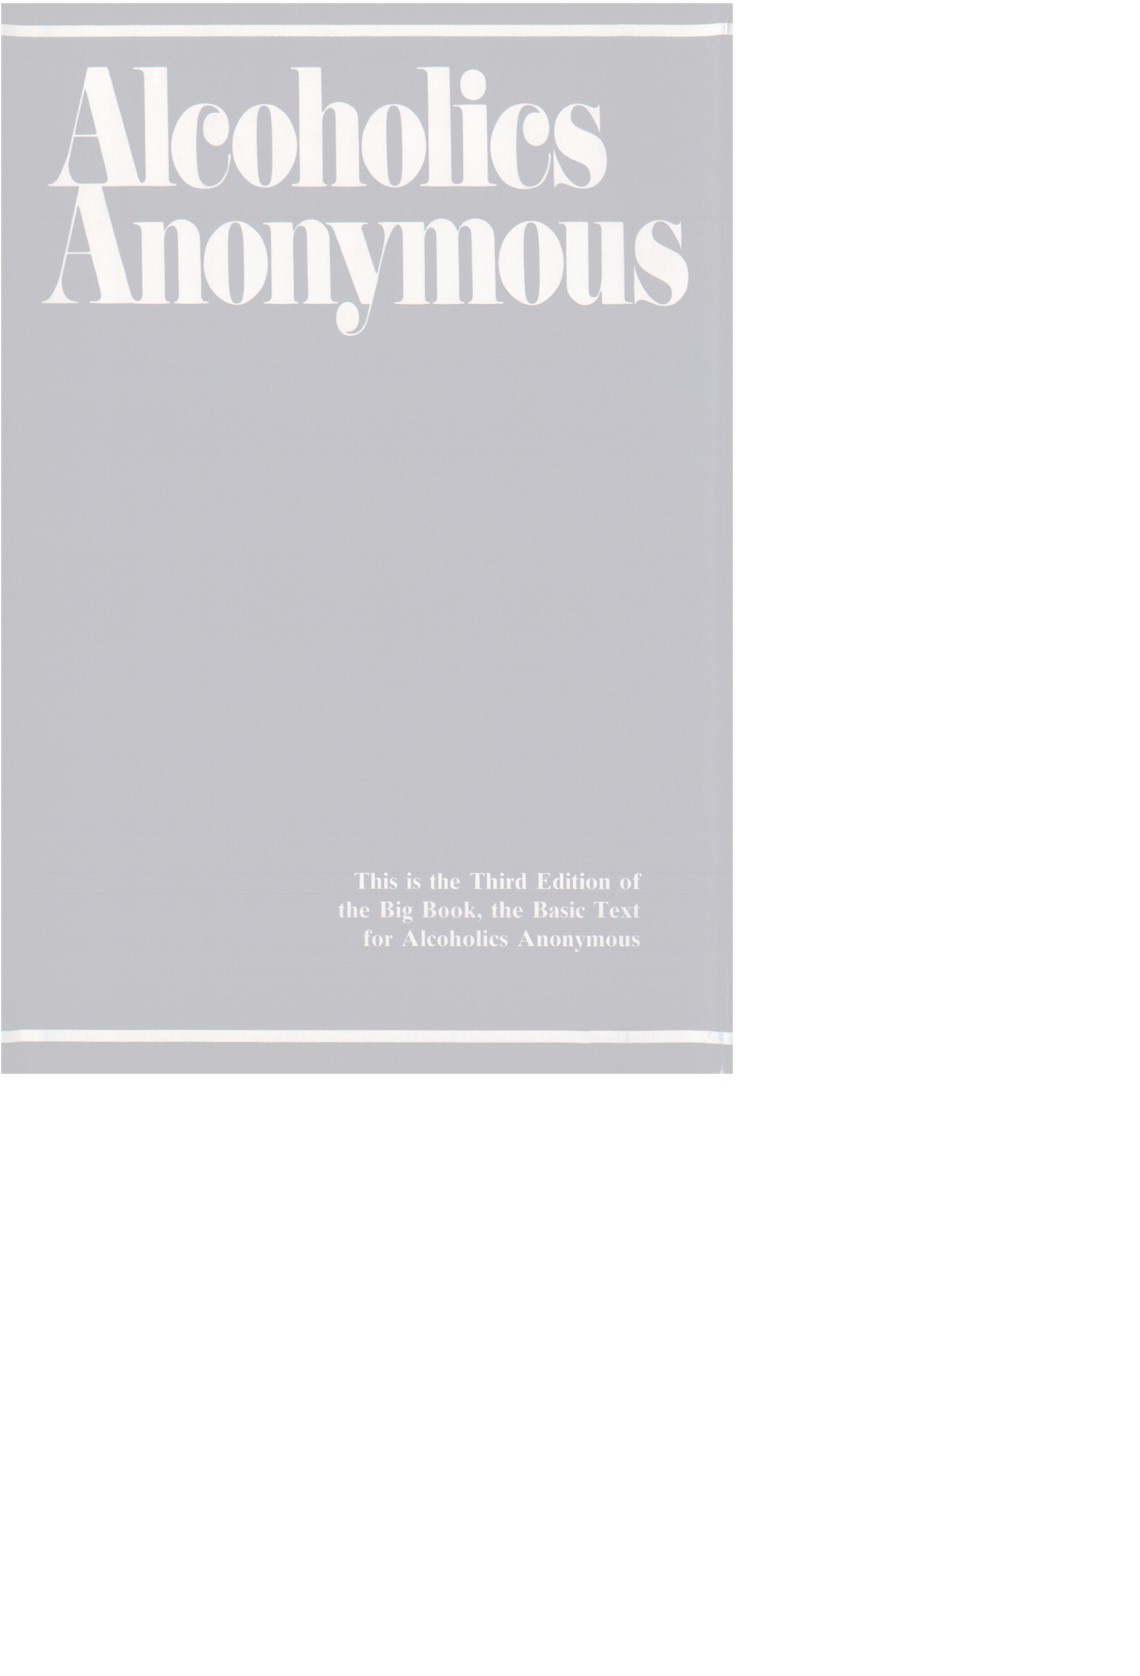 Alcoholics
Anonymous
This is the Third Edition of
the Big Book, the Basic Text
for Alcoholics Anonymous